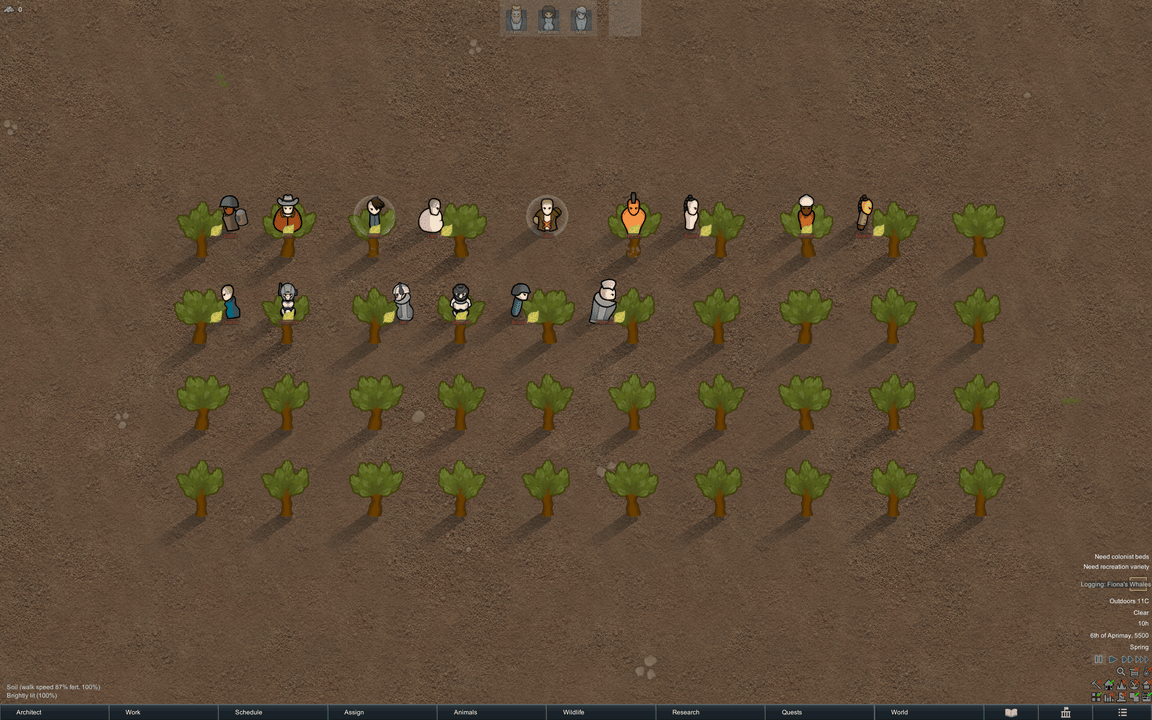 0
Need colonist beds
Need recreation variety
Logging: Fiona's Whales
Outdoors 11C
Clear
10h
6th of Aprimay, 5500
Spring
Soil (walk speed 87% fert. 100%)
Brightly lit (100%)
Architect
Work
Schedule
Assign
Animals
Wildlife
Research
Quests
World